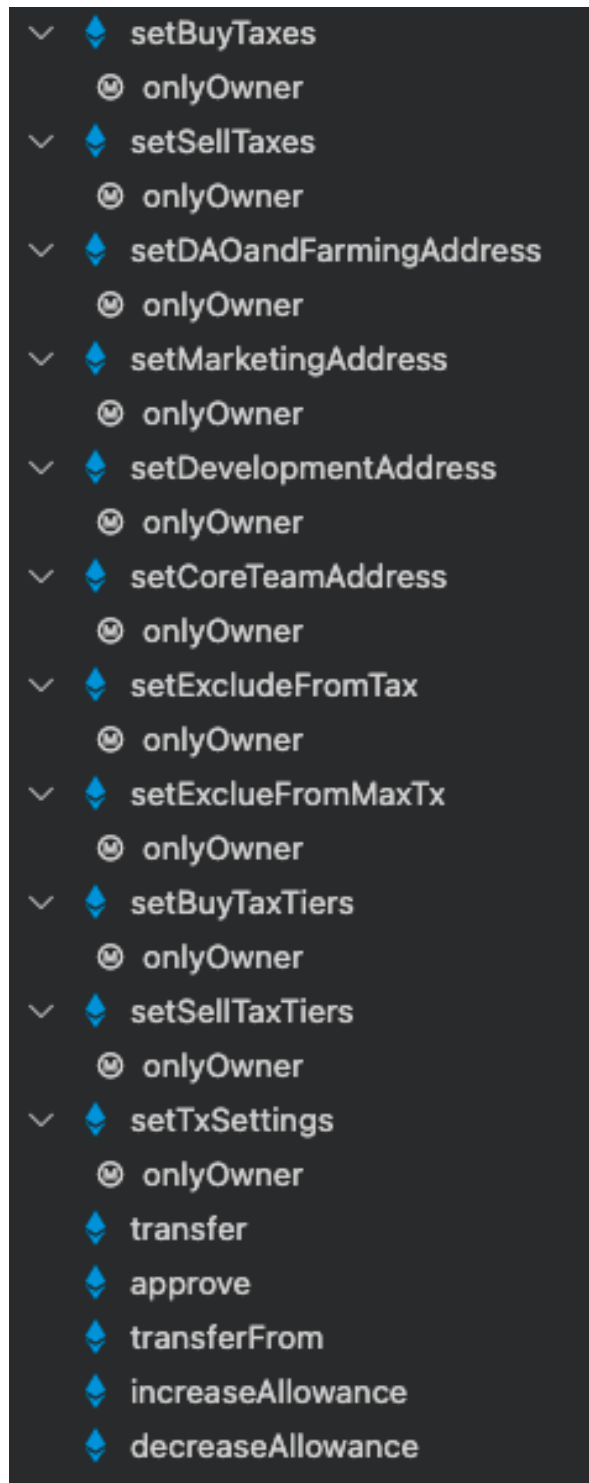 setBuyTaxes
onlyOwner
setSellTaxes
onlyOwner
setDAOandFarmingAddress
onlyOwner
setMarketingAddress
onlyOwner
setDevelopmentAddress
onlyOwner
setCoreTeamAddress
onlyOwner
setExcludeFromTax
onlyOwner
setExclueFromMaxTx
onlyOwner
setBuyTaxTiers
onlyOwner
setSellTaxTiers
onlyOwner
setTxSettings
onlyOwner
transfer
approve
transferFrom
increaseAllowance
decreaseAllowance